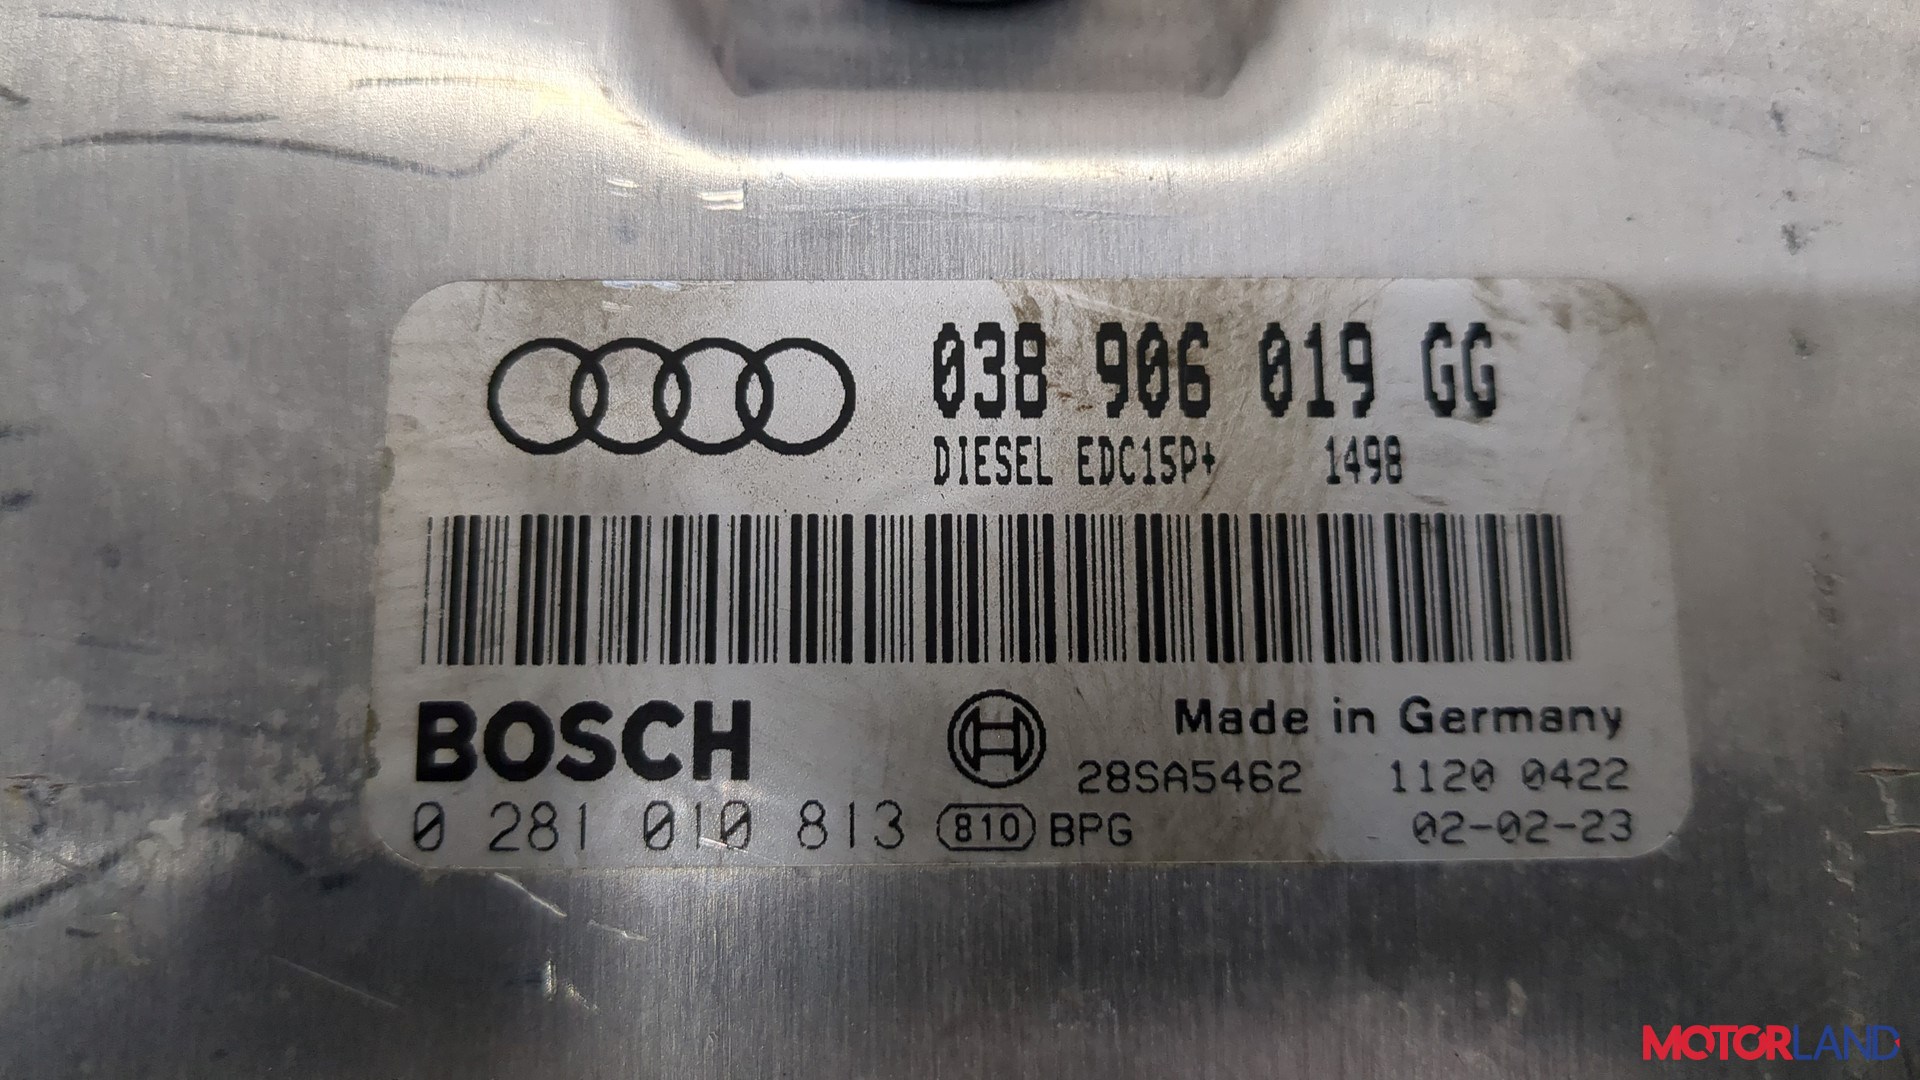 038 906 019 GG
DIESEL EDC15P+ 1498
BOSCH
Made in Germany
28SA5462 1120 0422
0 281 010 813 810 BPG 02-02-23
MOTORLAND